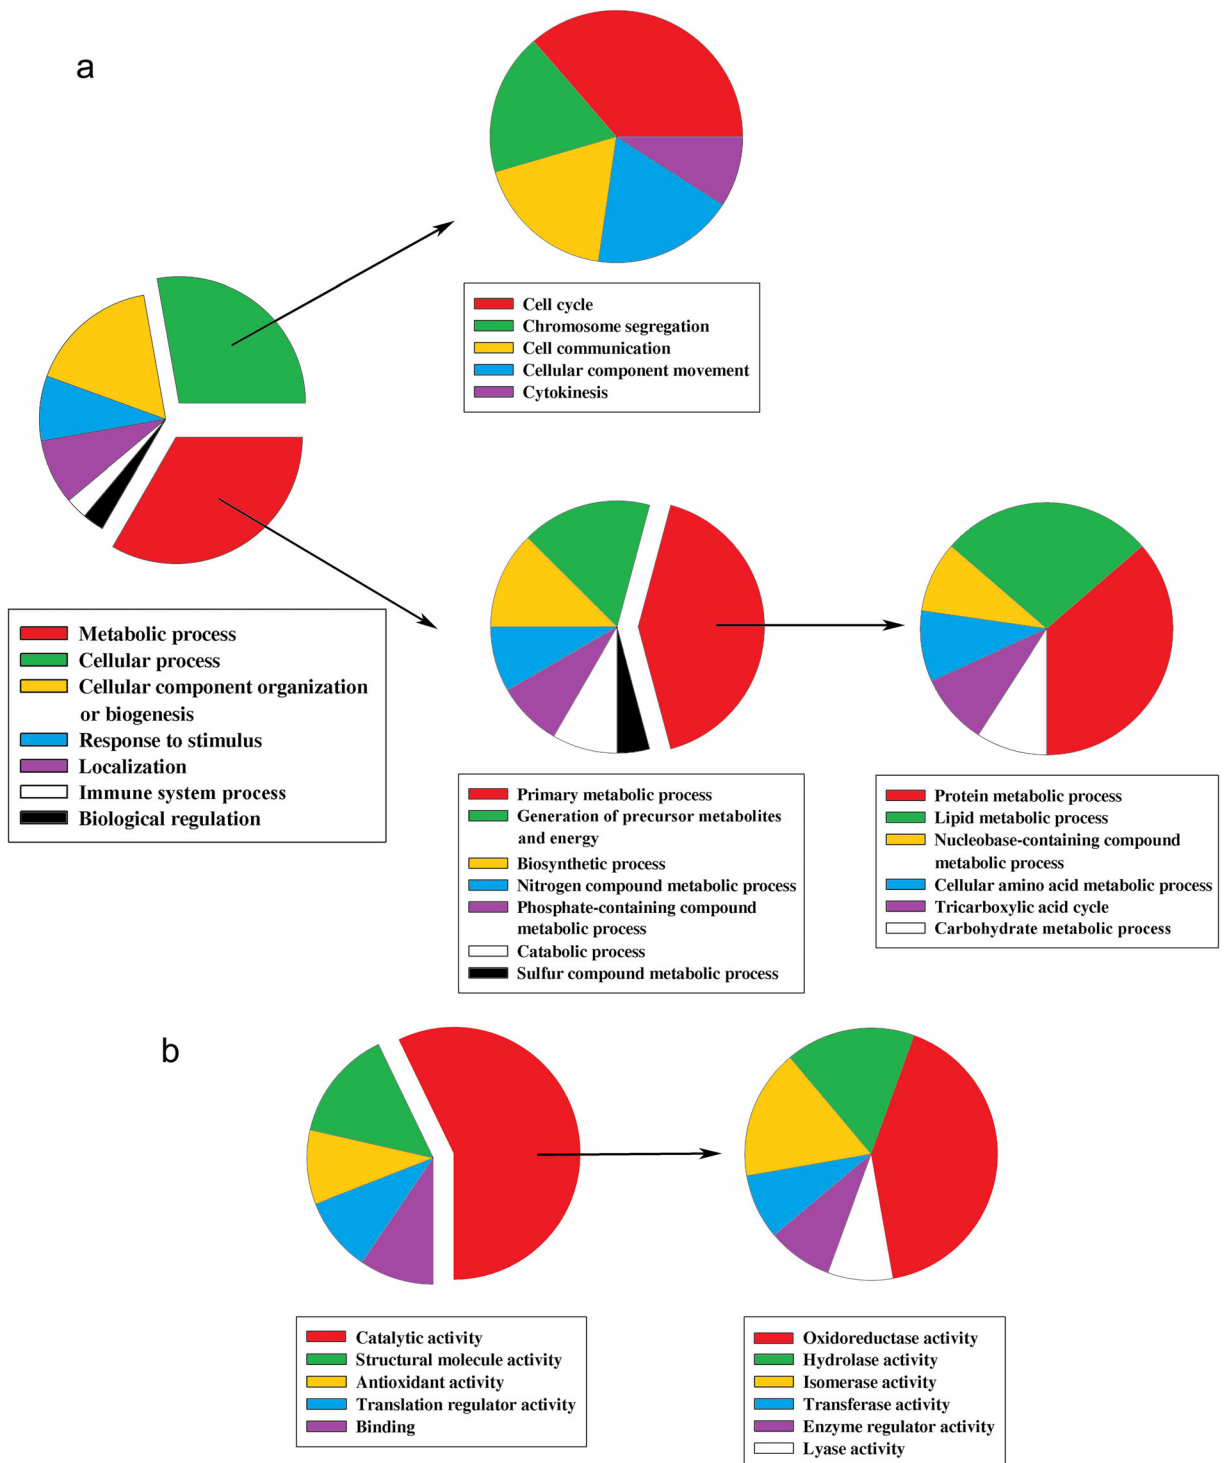 a
Cell cycle
Chromosome segregation
Cell communication
Cellular component movement
Cytokinesis
Metabolic process
Cellular process
Cellular component organization
or biogenesis
Response to stimulus
Localization
Immune system process
Biological regulation
Primary metabolic process
Generation of precursor metabolites
and energy
Biosynthetic process
Nitrogen compound metabolic process
Phosphate-containing compound
metabolic process
Catabolic process
Sulfur compound metabolic process
Protein metabolic process
Lipid metabolic process
Nucleobase-containing compound
metabolic process
Cellular amino acid metabolic process
Tricarboxylic acid cycle
Carbohydrate metabolic process
b
Catalytic activity
Structural molecule activity
Antioxidant activity
Translation regulator activity
Binding
Oxidoreductase activity
Hydrolase activity
Isomerase activity
Transferase activity
Enzyme regulator activity
Lyase activity